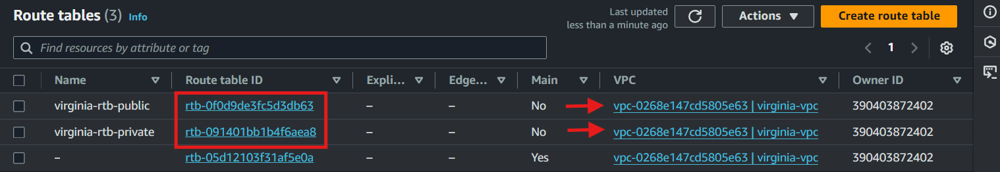 Route tables (3) Info
Last updated
less than a minute ago
Actions
Create route table
Find resources by attribute or tag
1
Name Route table ID Expli... Edge... Main VPC Owner ID
virginia-rtb-public rtb-0f0d9de3fc5d3db63 – – No vpc-0268e147cd5805e63 | virginia-vpc 390403872402
virginia-rtb-private rtb-091401bb1b4f6aea8 – – No vpc-0268e147cd5805e63 | virginia-vpc 390403872402
– rtb-05d12103f31af5e0a – – Yes vpc-0268e147cd5805e63 | virginia-vpc 390403872402